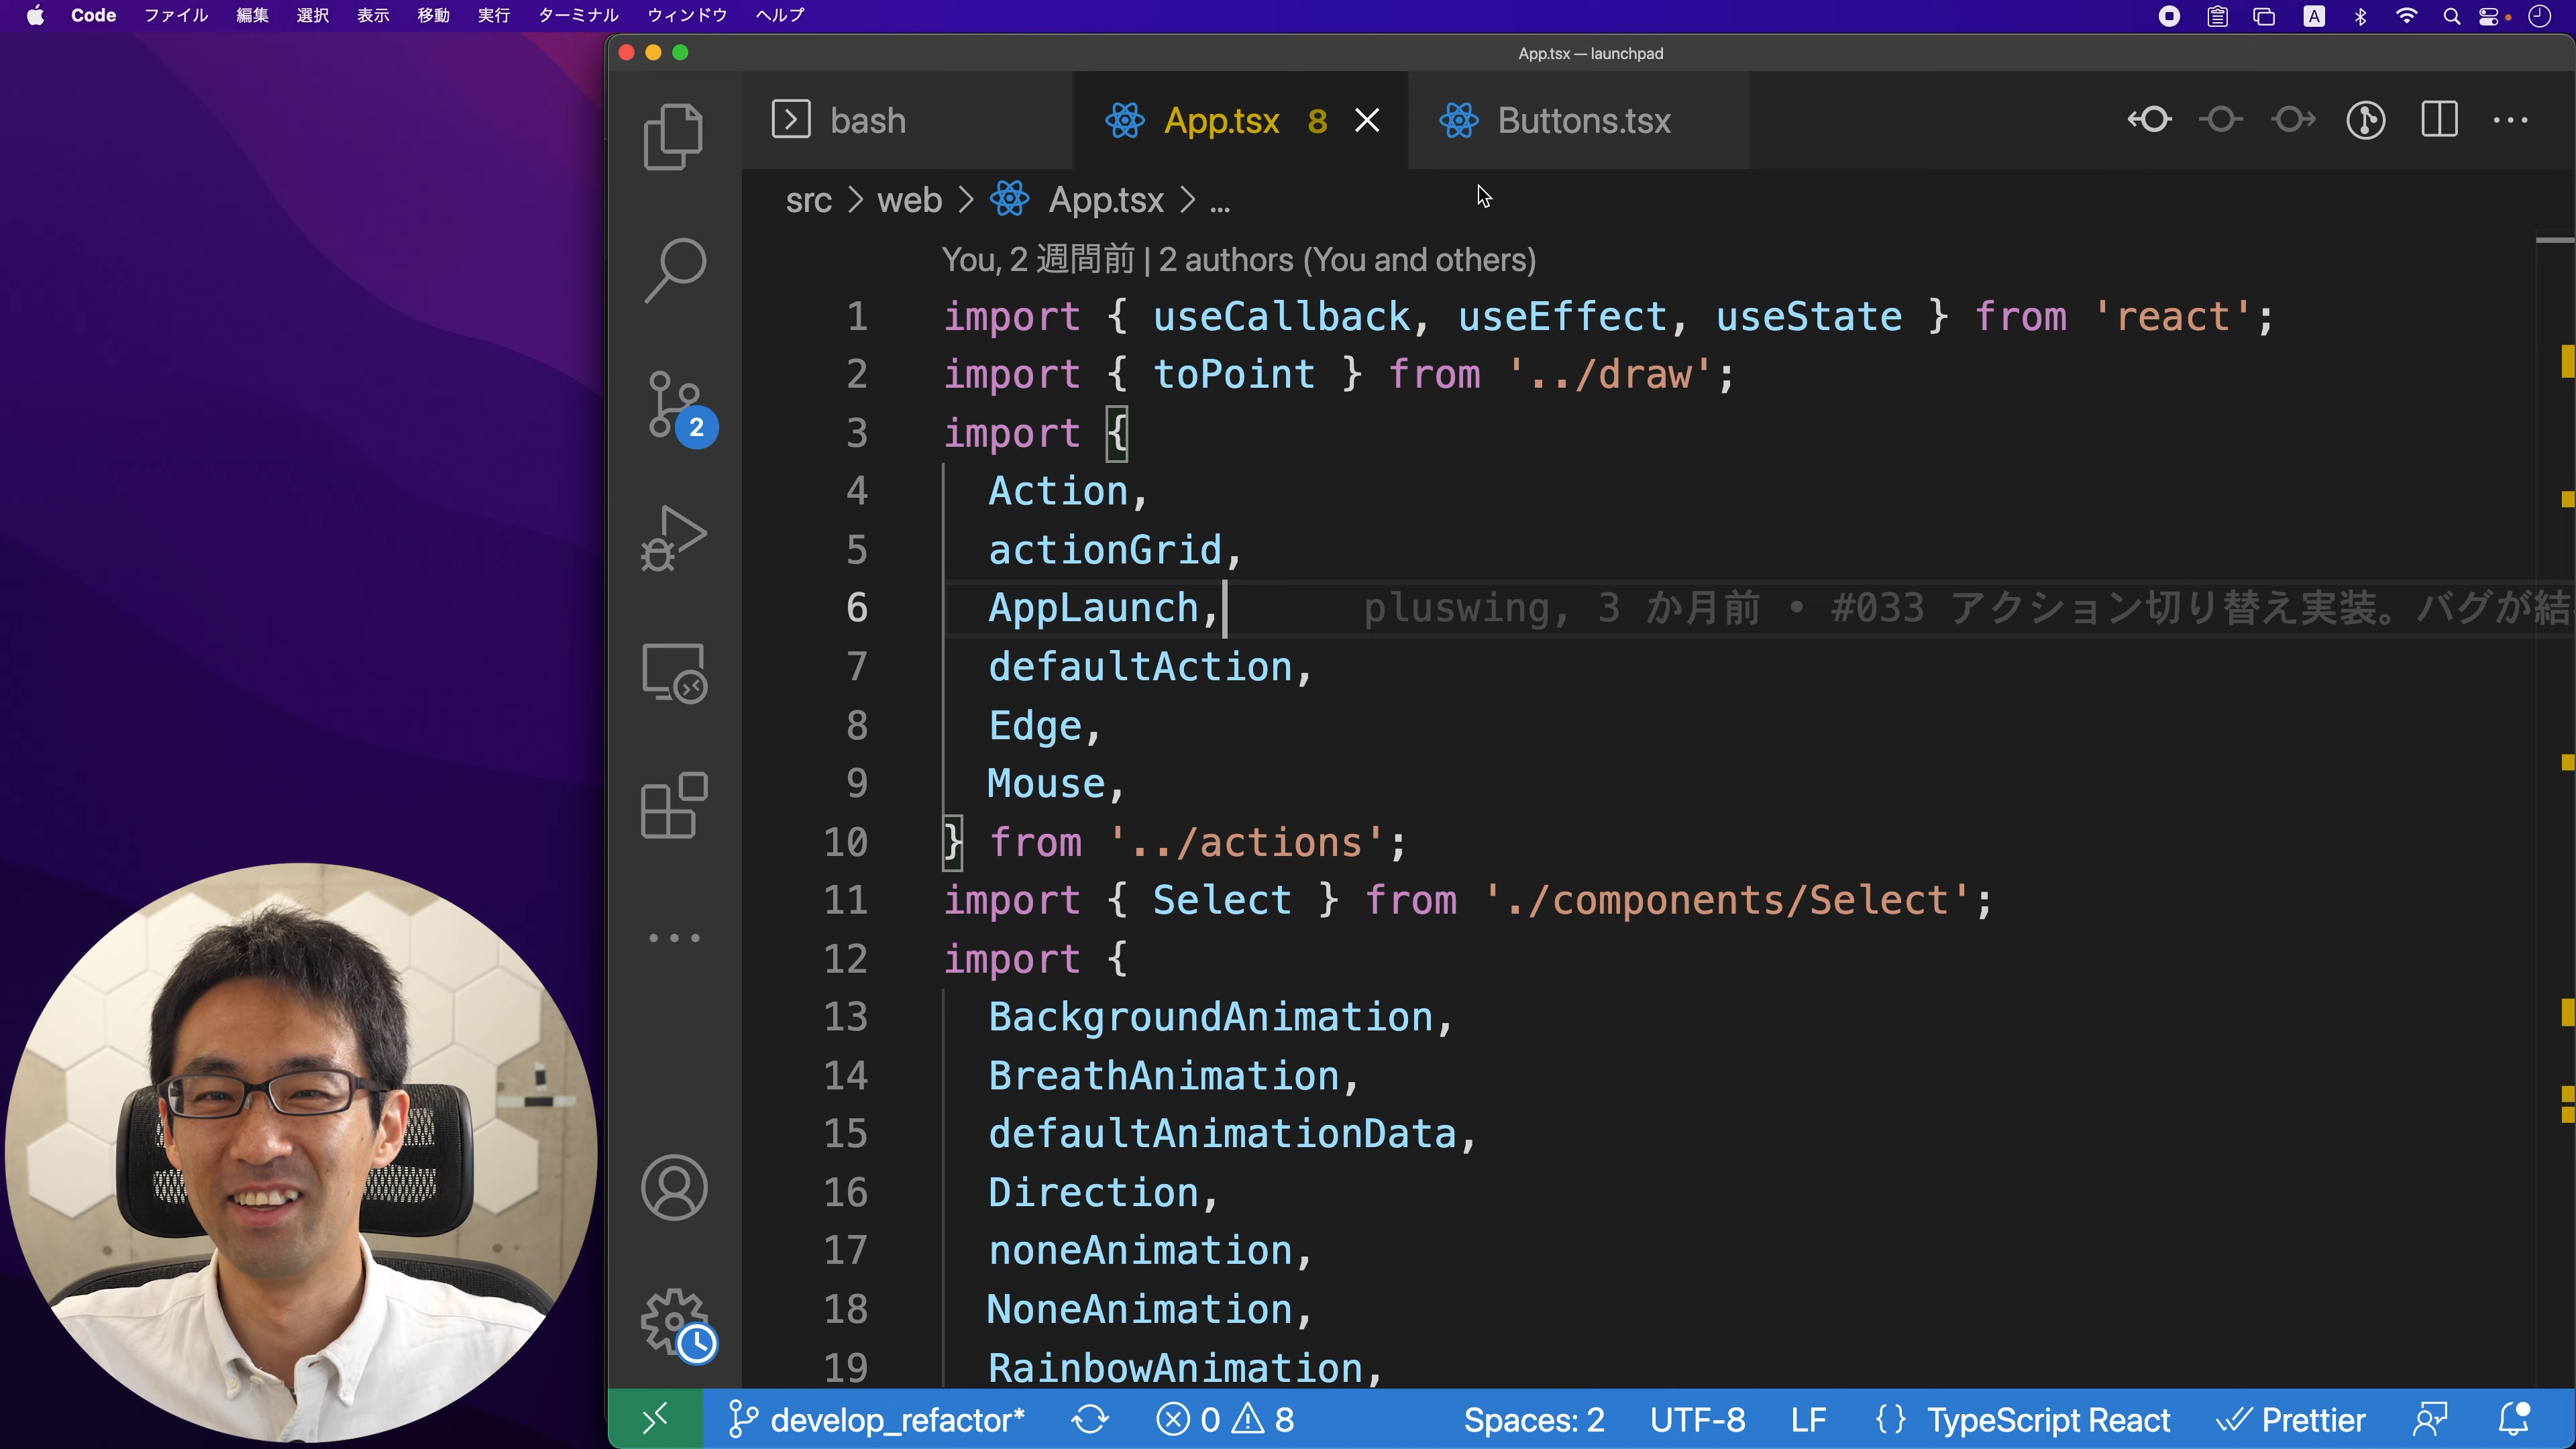 Code ファイル 編集 選択 表示 移動 実行 ターミナル ウィンドウ ヘルプ A
App.tsx — launchpad
bash App.tsx 8 Buttons.tsx
src > web > App.tsx > ...
You, 2 週間前 | 2 authors (You and others)
1 import { useCallback, useEffect, useState } from 'react';
2 import { toPoint } from '../draw';
3 import {
4 Action,
5 actionGrid,
6 AppLaunch, pluswing, 3 か月前 • #033 アクション切り替え実装。バグが結
7 defaultAction,
8 Edge,
9 Mouse,
10 } from '../actions';
11 import { Select } from './components/Select';
12 import {
13 BackgroundAnimation,
14 BreathAnimation,
15 defaultAnimationData,
16 Direction,
17 noneAnimation,
18 NoneAnimation,
19 RainbowAnimation,
2
develop_refactor* 0 8 Spaces: 2 UTF-8 LF {} TypeScript React Prettier